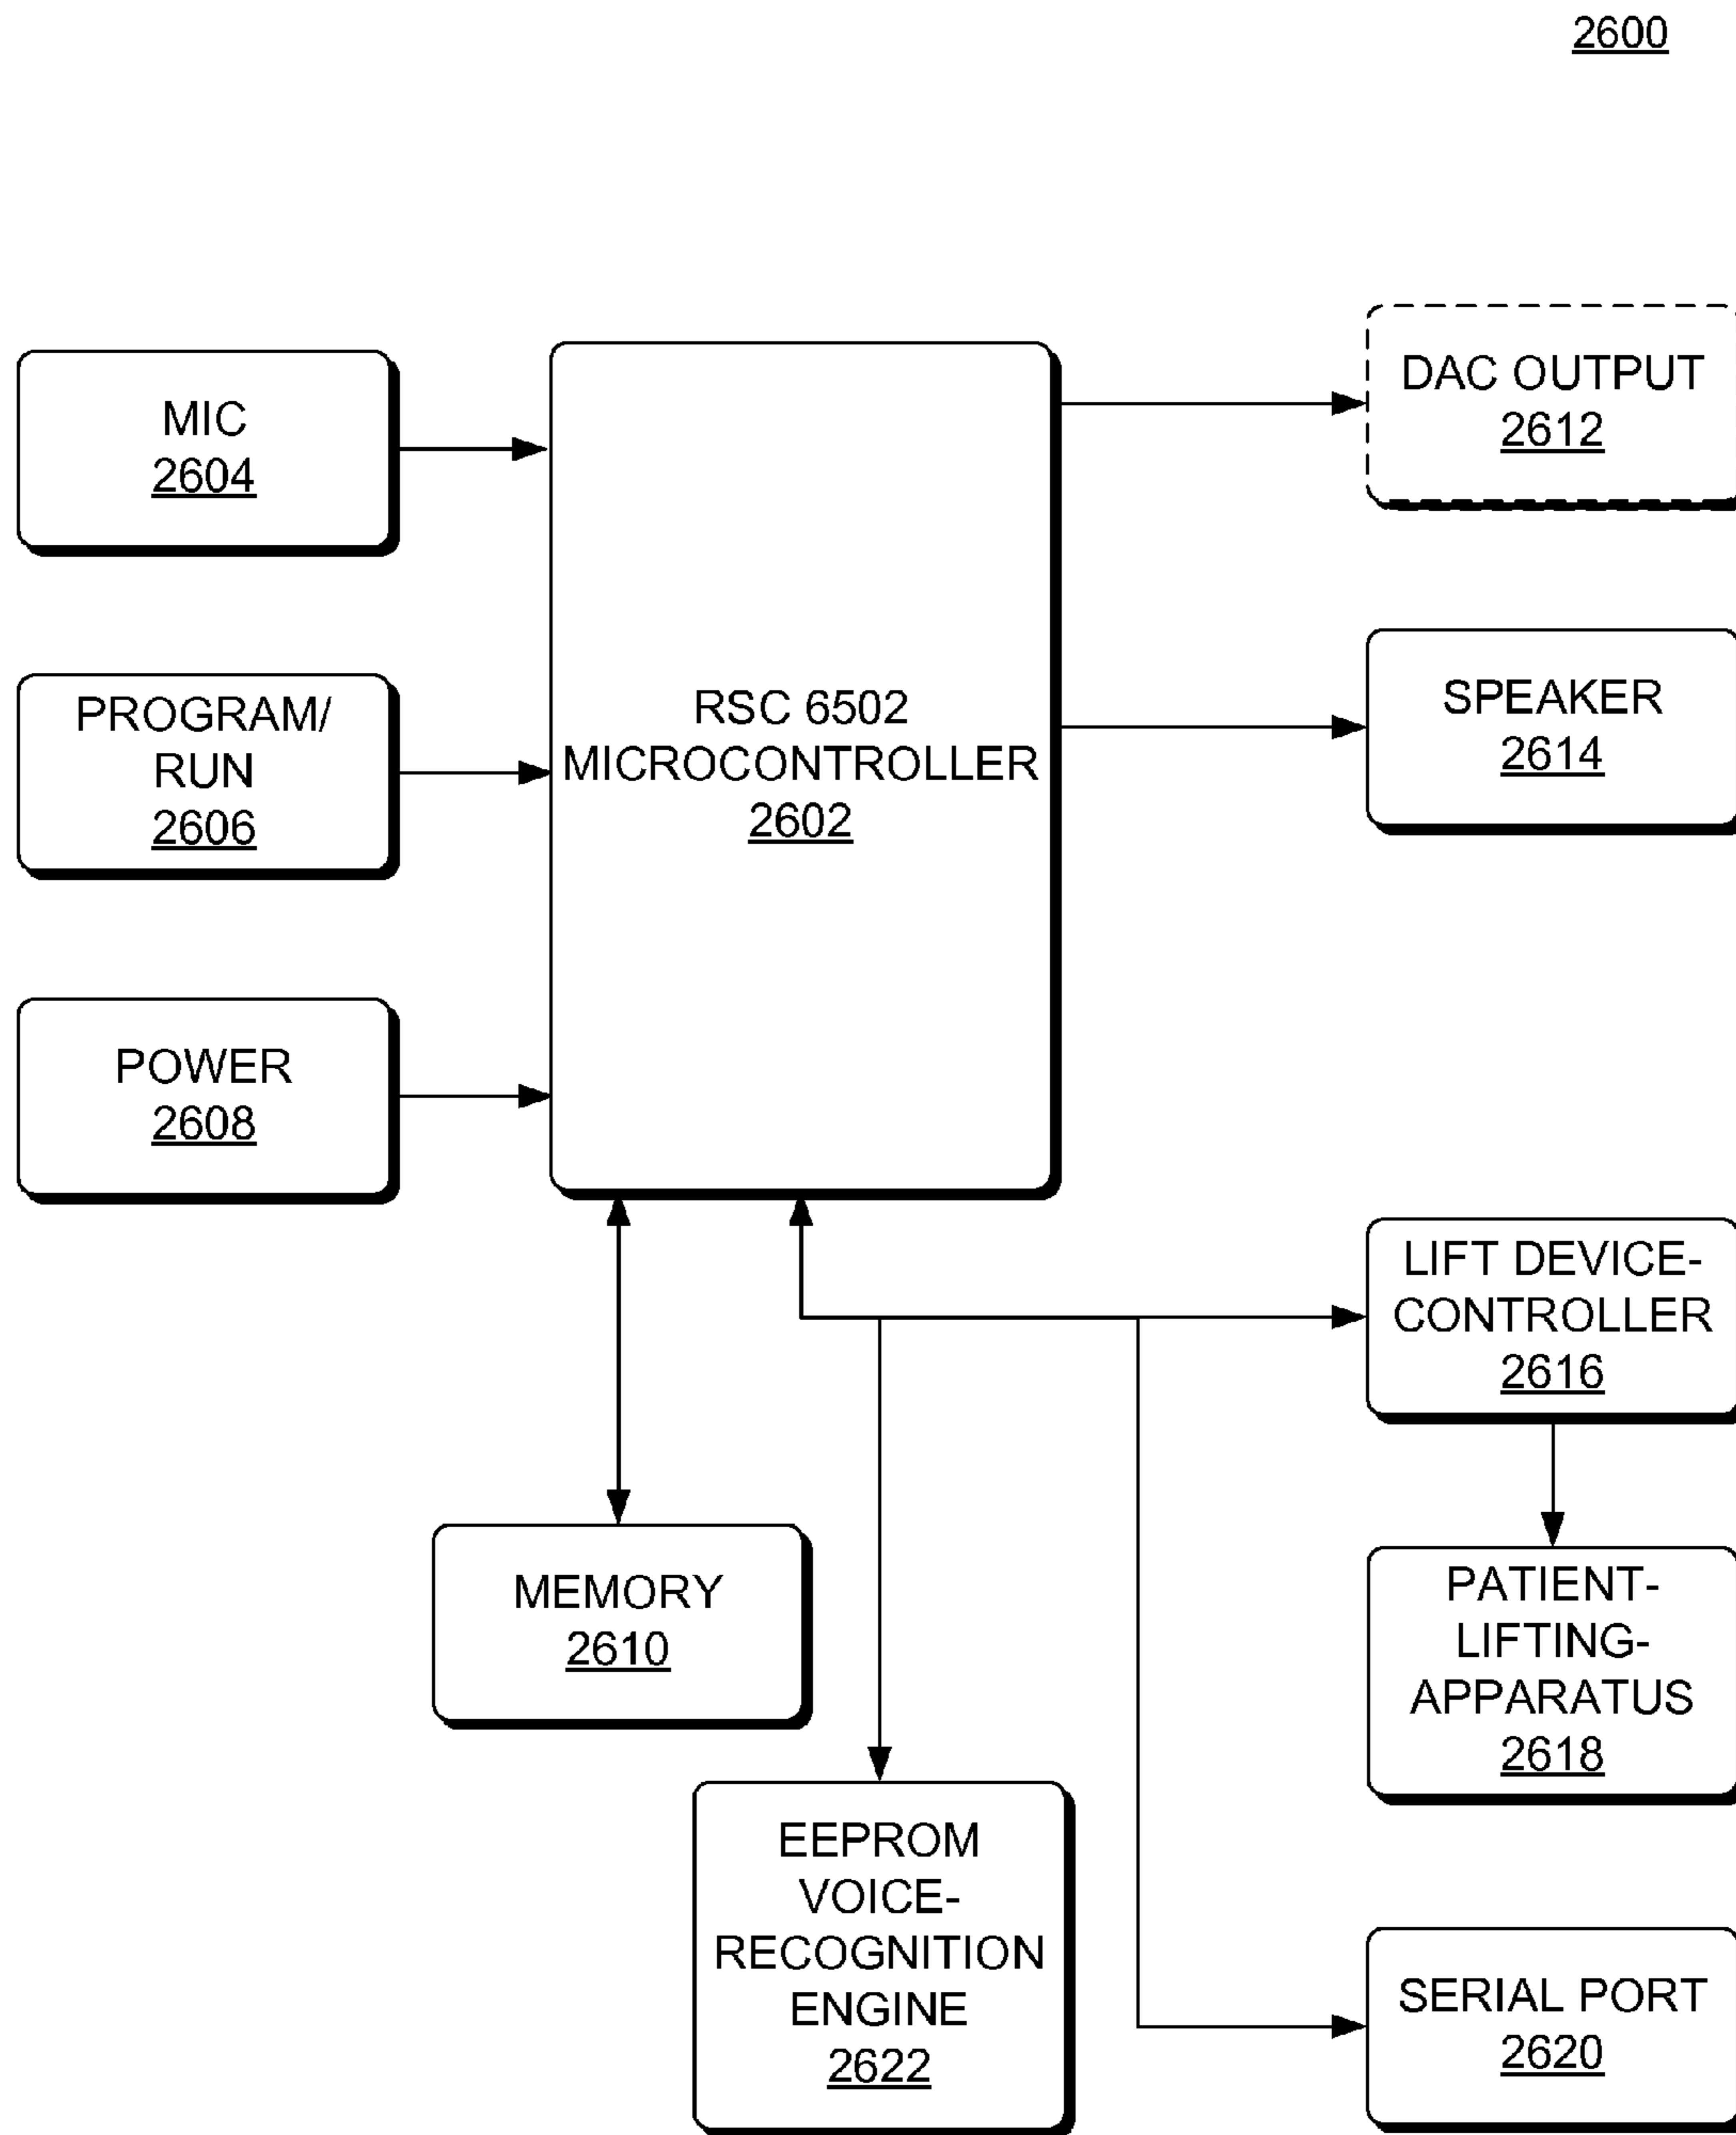 2600
MIC
2604
PROGRAM/
RUN
2606
POWER
2608
RSC 6502
MICROCONTROLLER
2602
DAC OUTPUT
2612
SPEAKER
2614
LIFT DEVICE-
CONTROLLER
2616
PATIENT-
LIFTING-
APPARATUS
2618
MEMORY
2610
EEPROM
VOICE-
RECOGNITION
ENGINE
2622
SERIAL PORT
2620